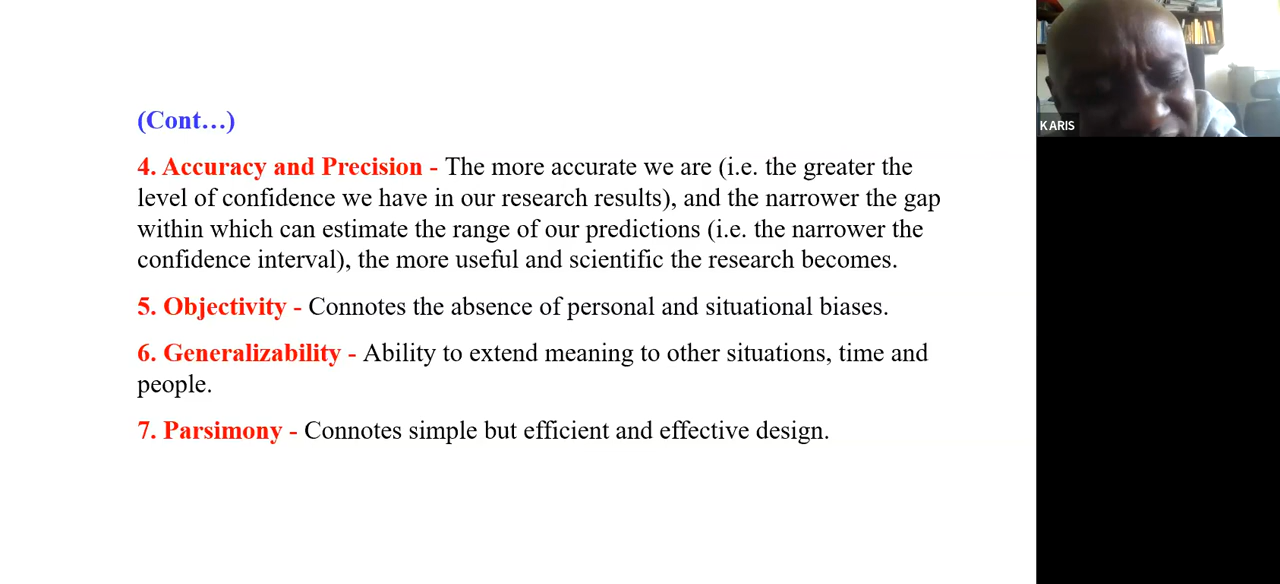 (Cont…)
4. Accuracy and Precision - The more accurate we are (i.e. the greater the
level of confidence we have in our research results), and the narrower the gap
within which can estimate the range of our predictions (i.e. the narrower the
confidence interval), the more useful and scientific the research becomes.
5. Objectivity - Connotes the absence of personal and situational biases.
6. Generalizability - Ability to extend meaning to other situations, time and
people.
7. Parsimony - Connotes simple but efficient and effective design.
KARIS